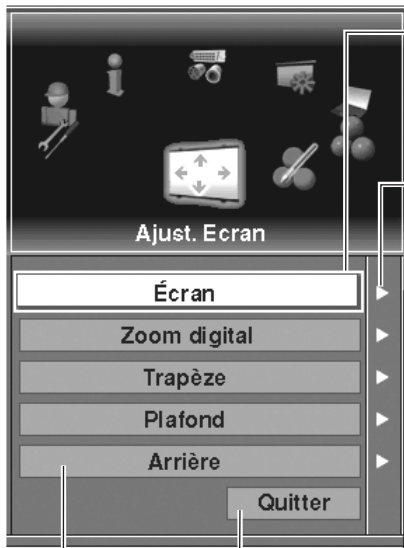 Ajust. Ecran
Écran
Zoom digital
Trapèze
Plafond
Arrière
Quitter